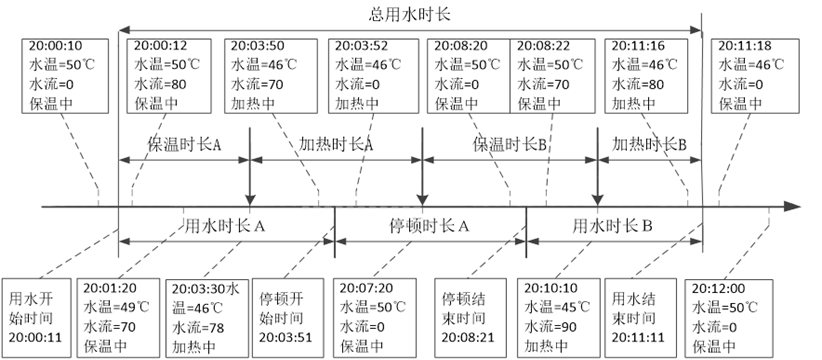 总用水时长
20:00:10
水温=50℃
水流=0
保温中
20:00:12
水温=50℃
水流=80
保温中
20:03:50
水温=46℃
水流=70
加热中
20:03:52
水温=46℃
水流=0
加热中
20:08:20
水温=50℃
水流=0
保温中
20:08:22
水温=50℃
水流=70
保温中
20:11:16
水温=46℃
水流=80
加热中
20:11:18
水温=46℃
水流=0
保温中
保温时长A
加热时长A
保温时长B
加热时长B
用水时长 A
停顿时长 A
用水时长 B
用水开
始时间
20:00:11
20:01:20
水温=49℃
水流=70
保温中
20:03:30水
温=46℃
水流=78
加热中
停顿开
始时间
20:03:51
20:07:20
水温=50℃
水流=0
保温中
停顿结
束时间
20:08:21
20:10:10
水温=45℃
水流=90
加热中
用水结
束时间
20:11:11
20:12:00
水温=50℃
水流=0
保温中